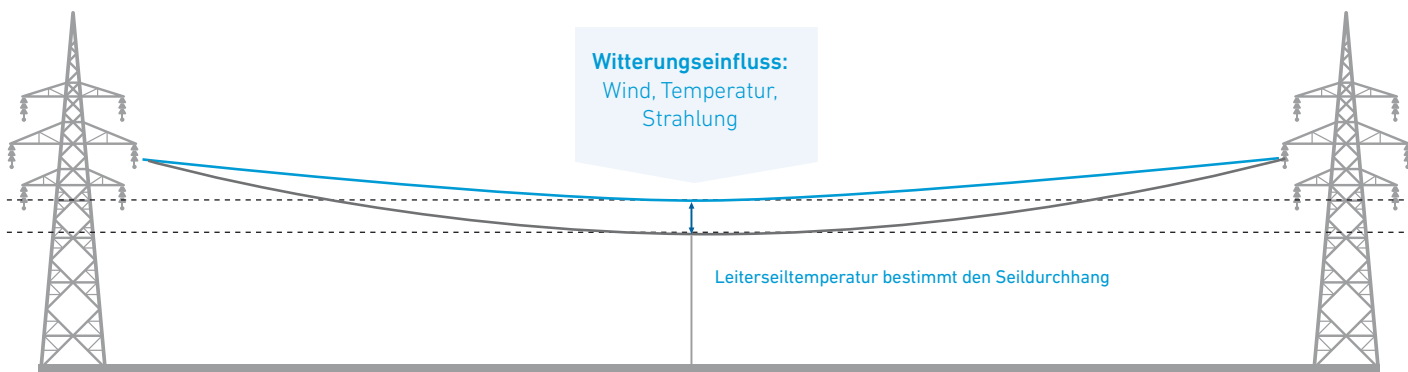 Witterungseinfluss:
Wind, Temperatur,
Strahlung
Leiterseiltemperatur bestimmt den Seildurchhang